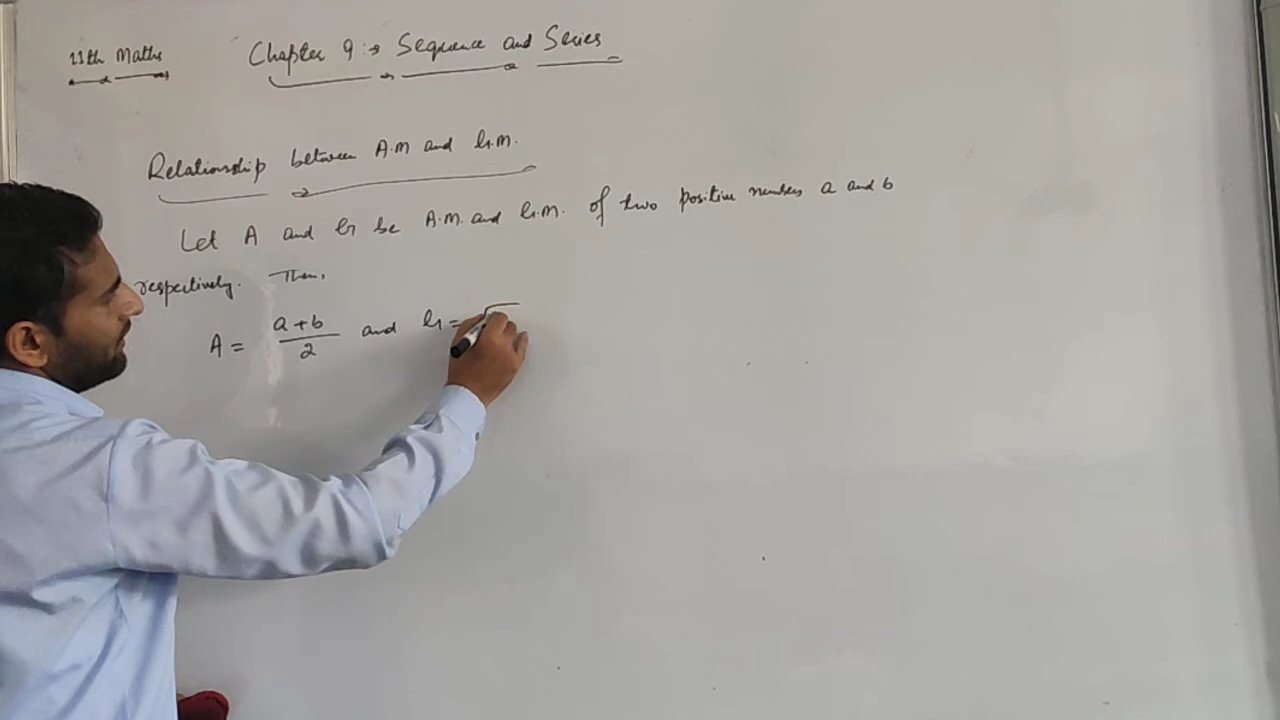 11th Maths Chapter 9:→ Sequence and Series
Relationship between A.M and G.M.
Let A and G be A.M. and G.M. of two positive numbers a and b
respectively. Then,
A = a+b/2 and G = √